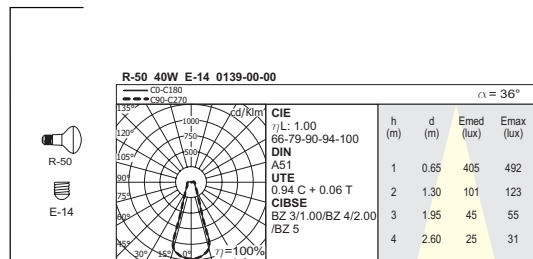 R-50 40W E-14 0139-00-00
C0-C180
C90-C270
α = 36°
135°
cd/Klm
120°
1000
750
105°
500
90°
75°
60°
45°
30°
15°
0°
η=100%
CIE
ηL: 1.00
66-79-90-94-100
DIN
A51
UTE
0.94 C + 0.06 T
CIBSE
BZ 3/1.00/BZ 4/2.00
/BZ 5
h d Emed Emax
(m) (m) (lux) (lux)
1 0.65 405 492
2 1.30 101 123
3 1.95 45 55
4 2.60 25 31
R-50
E-14